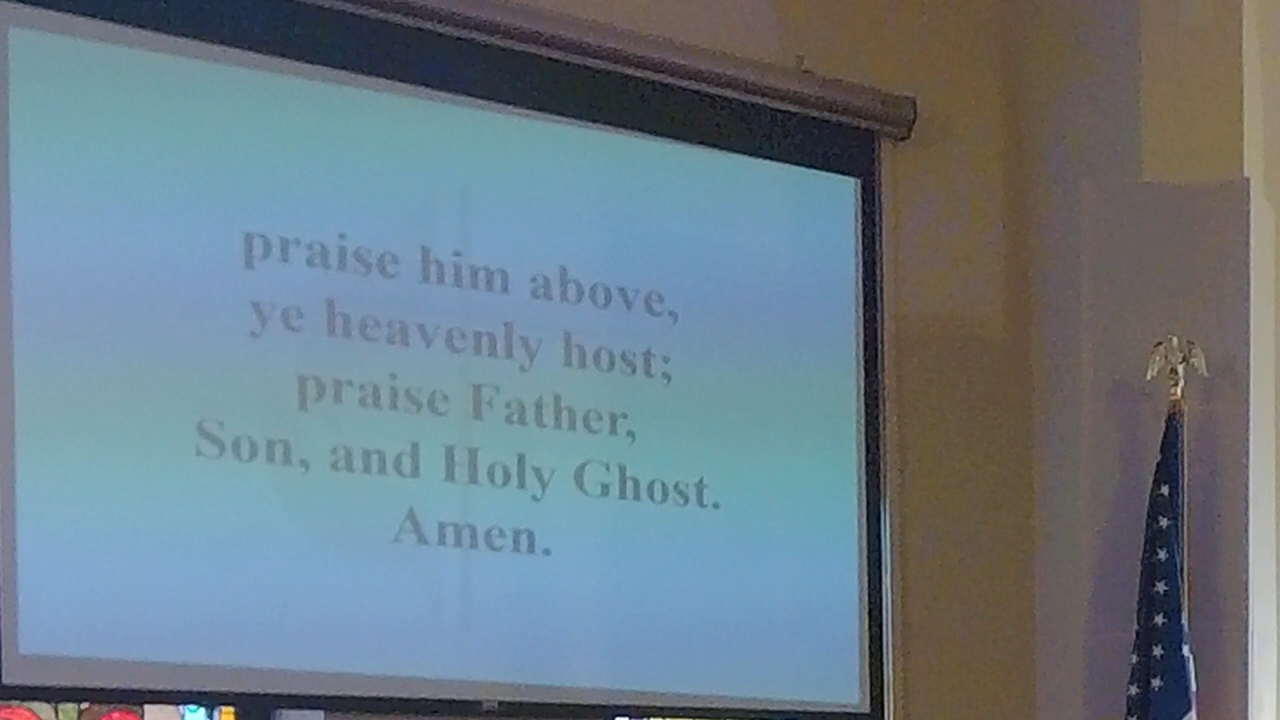 praise him above,
ye heavenly host;
praise Father,
Son, and Holy Ghost.
Amen.